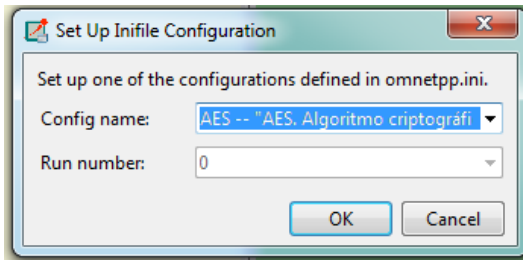 Set Up Inifile Configuration
Set up one of the configurations defined in omnetpp.ini.
Config name: AES -- "AES. Algoritmo criptográfi
Run number: 0
OK Cancel